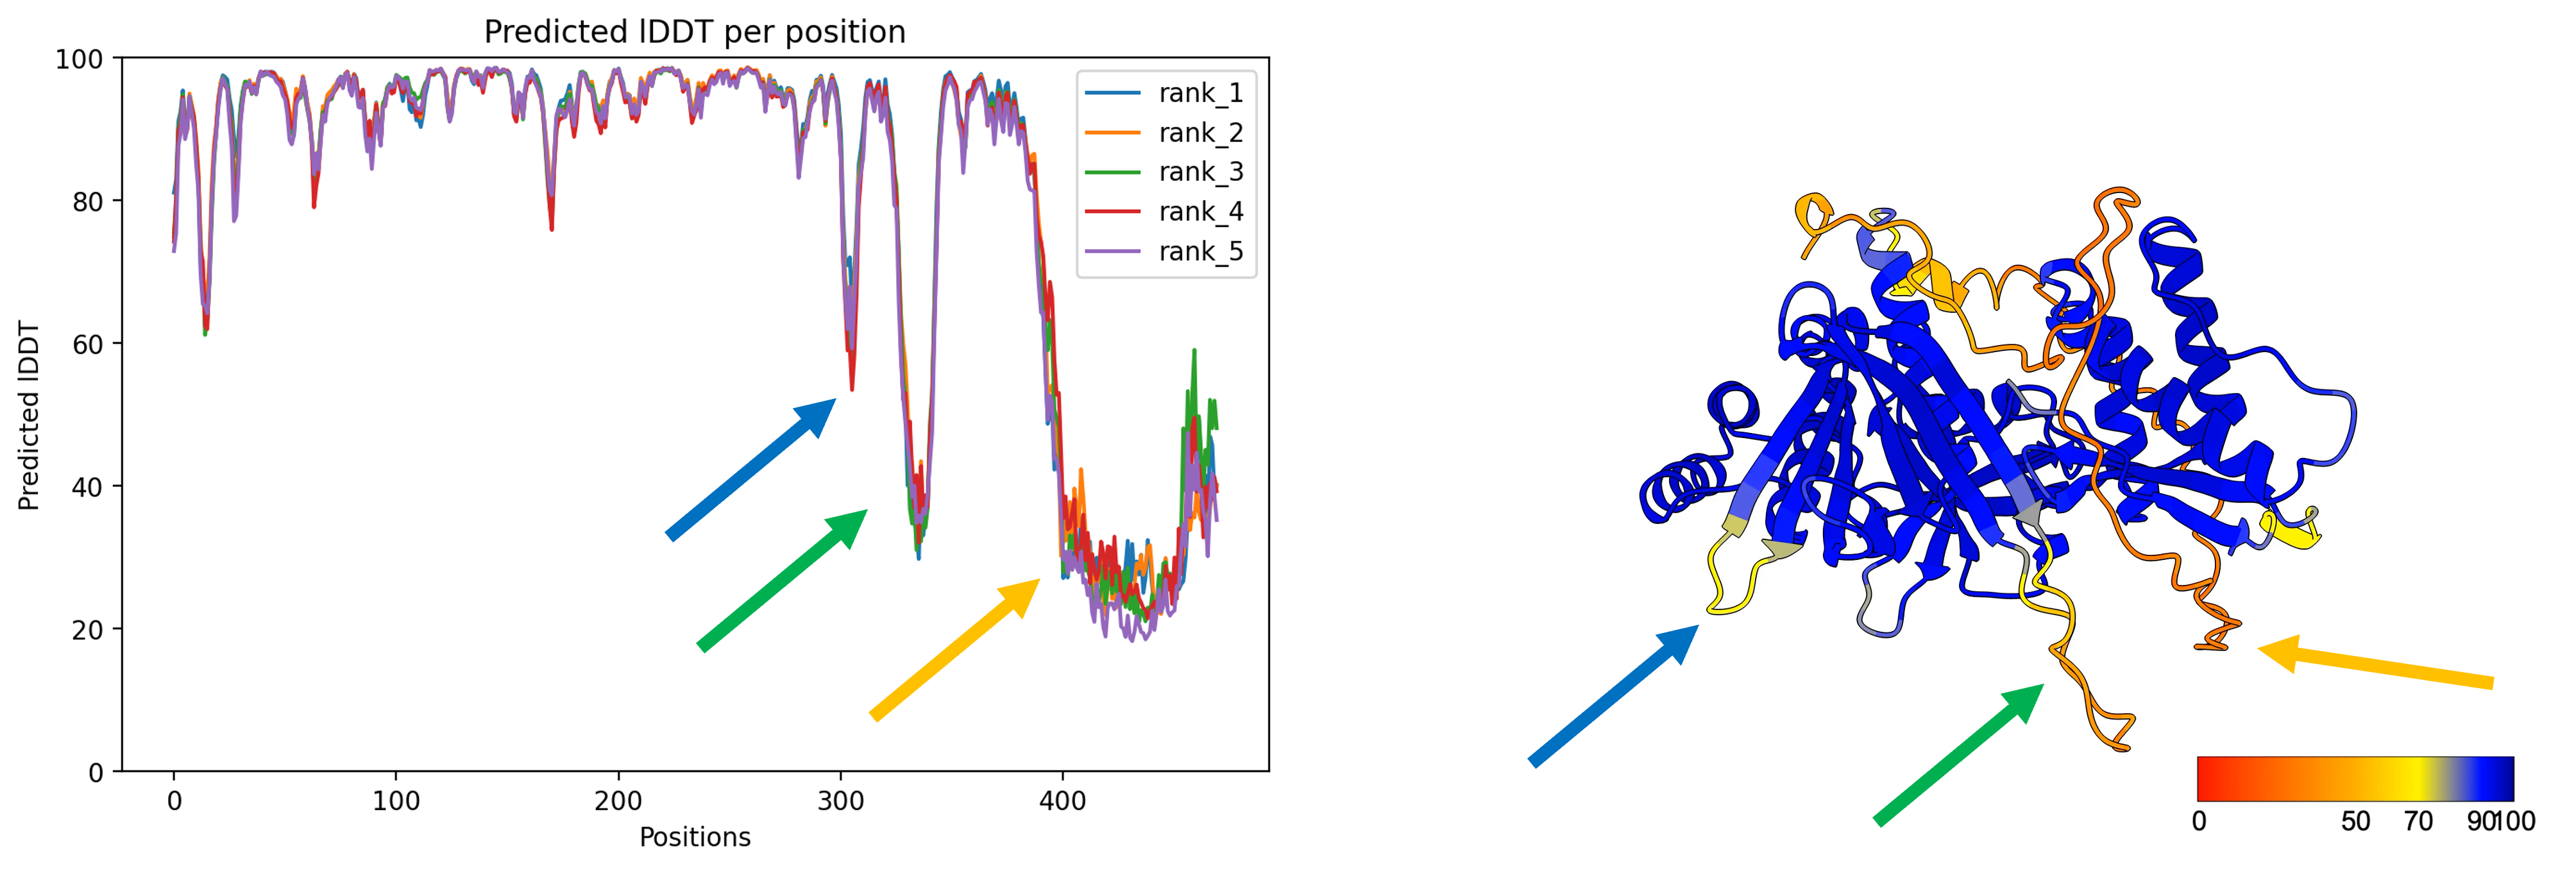 Predicted lDDT per position
100
80
60
40
20
0
Predicted lDDT
0 100 200 300 400
Positions
rank_1
rank_2
rank_3
rank_4
rank_5
0 50 70 90 100